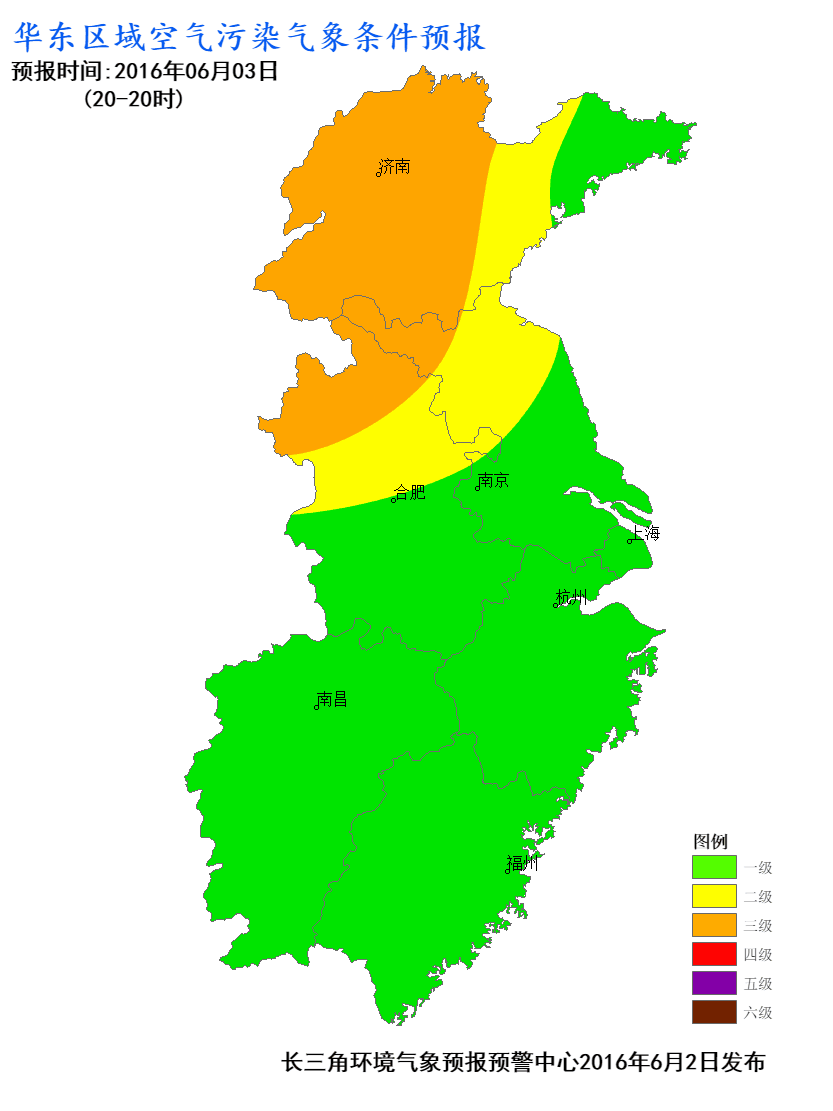 华东区域空气污染气象条件预报
预报时间:2016年06月03日
(20-20时)
济南
南京
合肥
上海
杭州
南昌
图例
福州
一级
二级
三级
四级
五级
六级
长三角环境气象预报预警中心2016年6月2日发布